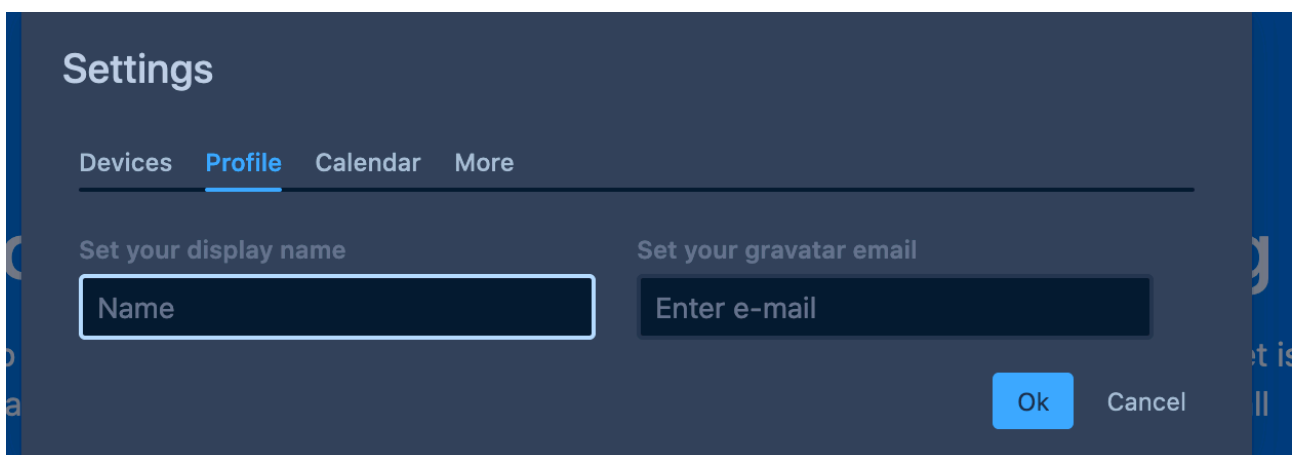 Settings
Devices Profile Calendar More
Set your display name Set your gravatar email
Name Enter e-mail
Ok Cancel